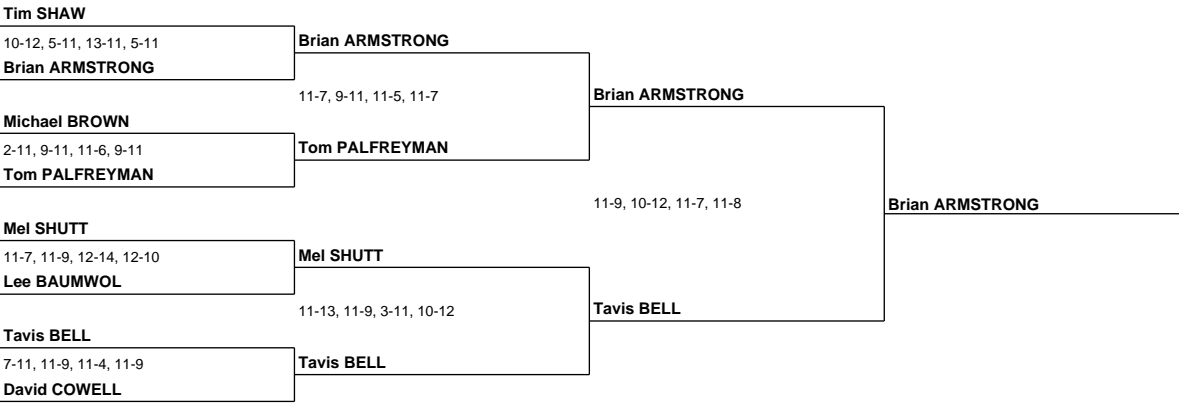 Tim SHAW
10-12, 5-11, 13-11, 5-11
Brian ARMSTRONG
Brian ARMSTRONG
11-7, 9-11, 11-5, 11-7
Brian ARMSTRONG
Michael BROWN
2-11, 9-11, 11-6, 9-11
Tom PALFREYMAN
Tom PALFREYMAN
11-9, 10-12, 11-7, 11-8
Brian ARMSTRONG
Mel SHUTT
11-7, 11-9, 12-14, 12-10
Mel SHUTT
Lee BAUMWOL
11-13, 11-9, 3-11, 10-12
Tavis BELL
Tavis BELL
7-11, 11-9, 11-4, 11-9
Tavis BELL
David COWELL